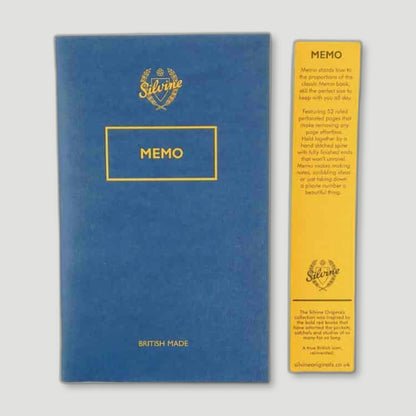 Silvine
MEMO
BRITISH MADE
MEMO
Memo stands true to
the proportions of the
classic Memo book,
still the perfect size to
keep with you all day.
Featuring 52 ruled
perforated pages that
make removing any
page effortless.
Held together by a
hand stitched spine
with fully finished ends
that won't unravel.
Memo makes making
notes, scribbling ideas
or just taking down
a phone number a
beautiful thing.
Silvine
The Silvine Originals
collection was inspired by
the bold red books that
have adorned the pockets,
satchels and studios of so
many for so long.
A true British icon,
reinvented.
silvineoriginals.co.uk